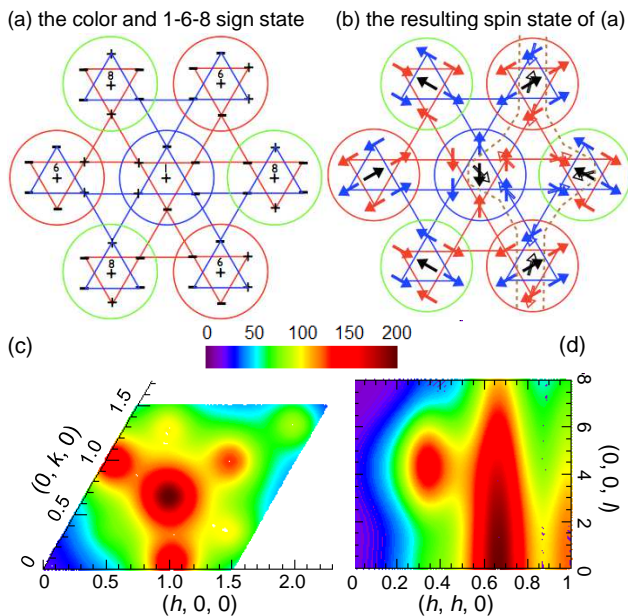 (a) the color and 1-6-8 sign state
(b) the resulting spin state of (a)
8 6
6 1 8
8 6
0 50 100 150 200
(c)
(d)
1.5
1.0
0.5
0
(0, k, 0)
0 1.0 2.0
(h, 0, 0)
8
6
4
2
0
(0, 0, l)
0 0.2 0.4 0.6 0.8 1
(h, h, 0)